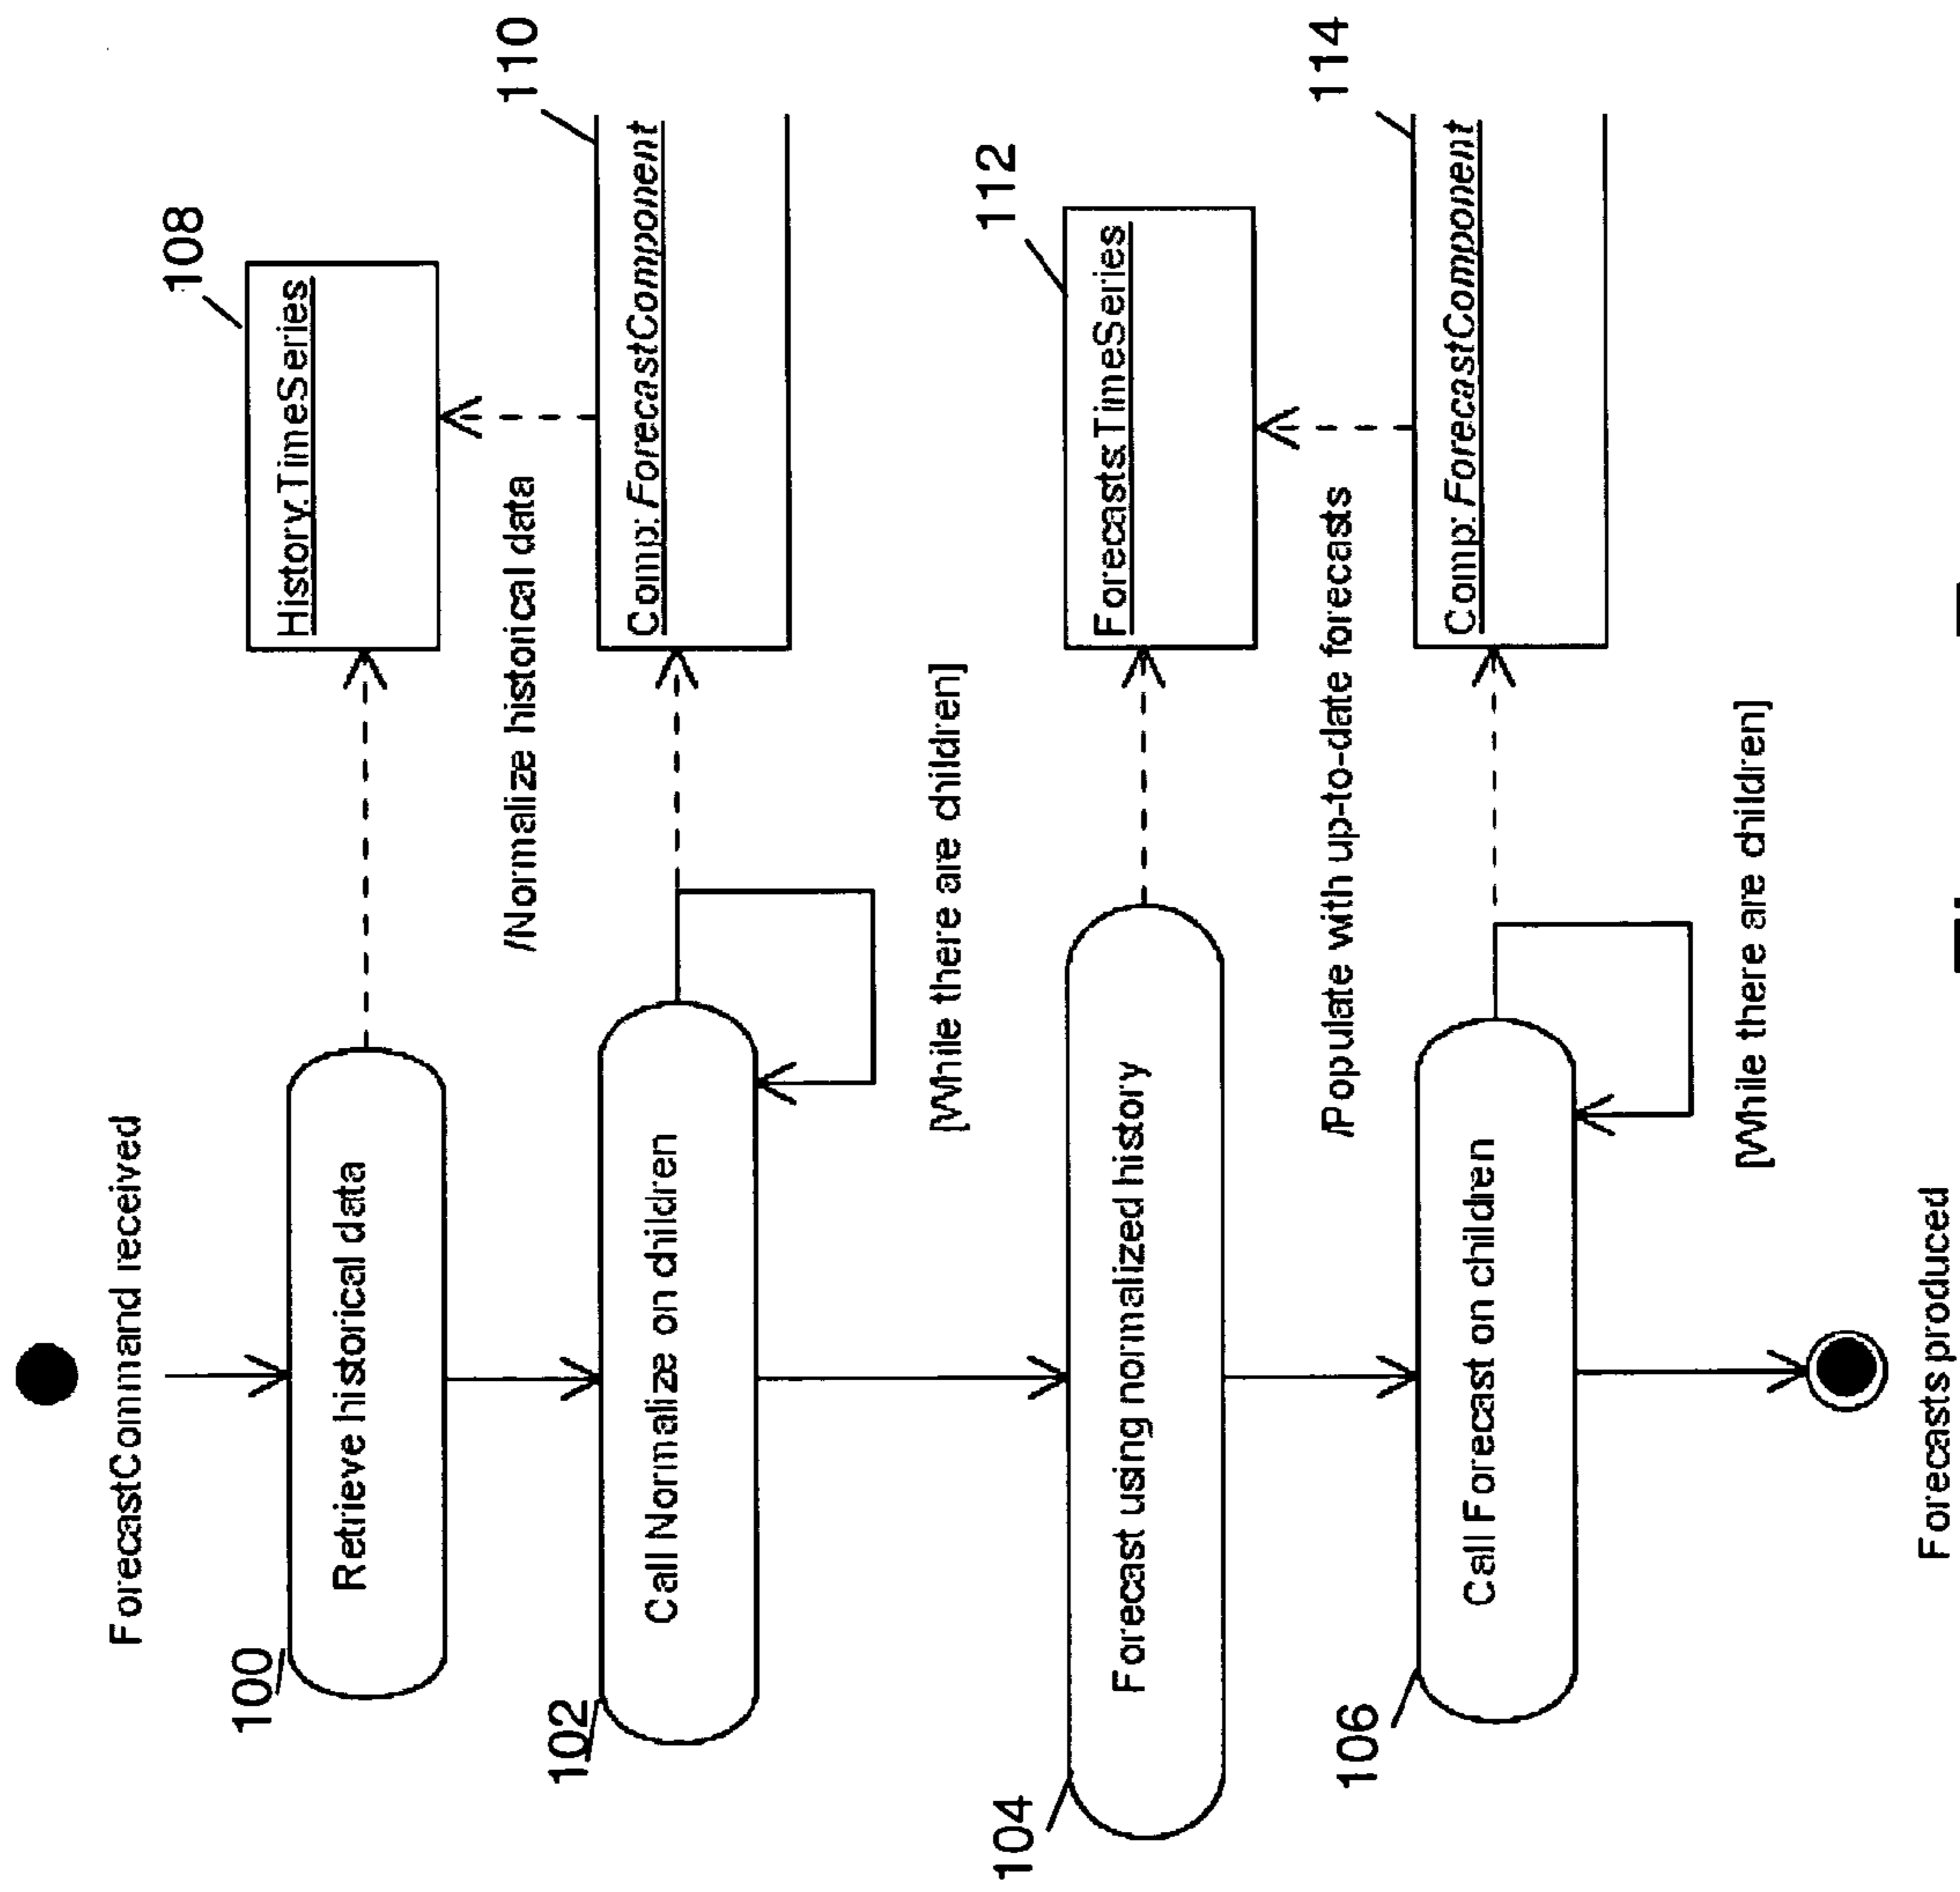 ForecastCommand received
100
Retrieve historical data
108
History:TimeSeries
/Normalize historical data
102
Call Normalize on children
110
Comp:ForecastComponent
[While there are children]
104
Forecast using normalized history
112
Forecasts:TimeSeries
/Populate with up-to-date forecasts
106
Call Forecast on children
114
Comp:ForecastComponent
[While there are children]
Forecasts produced